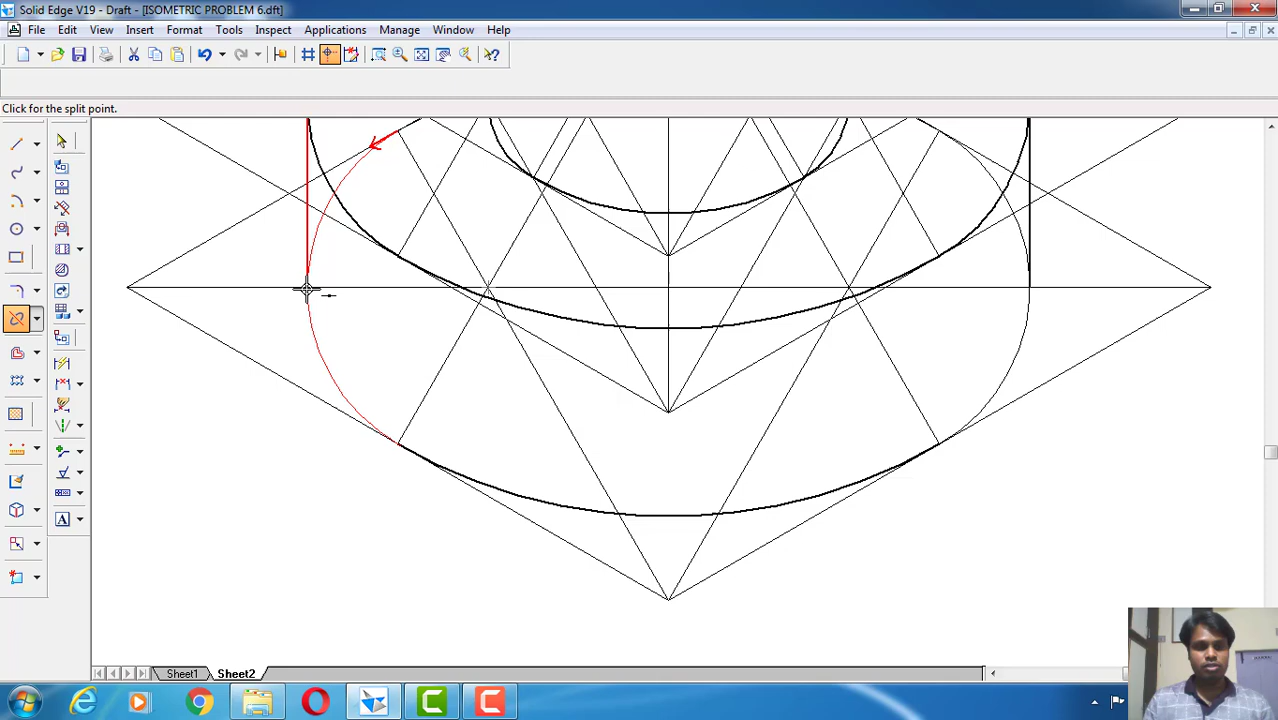 Solid Edge V19 - Draft - [ISOMETRIC PROBLEM 6.dft]
File Edit View Insert Format Tools Inspect Applications Manage Window Help
Click for the split point.
A
Sheet1 Sheet2